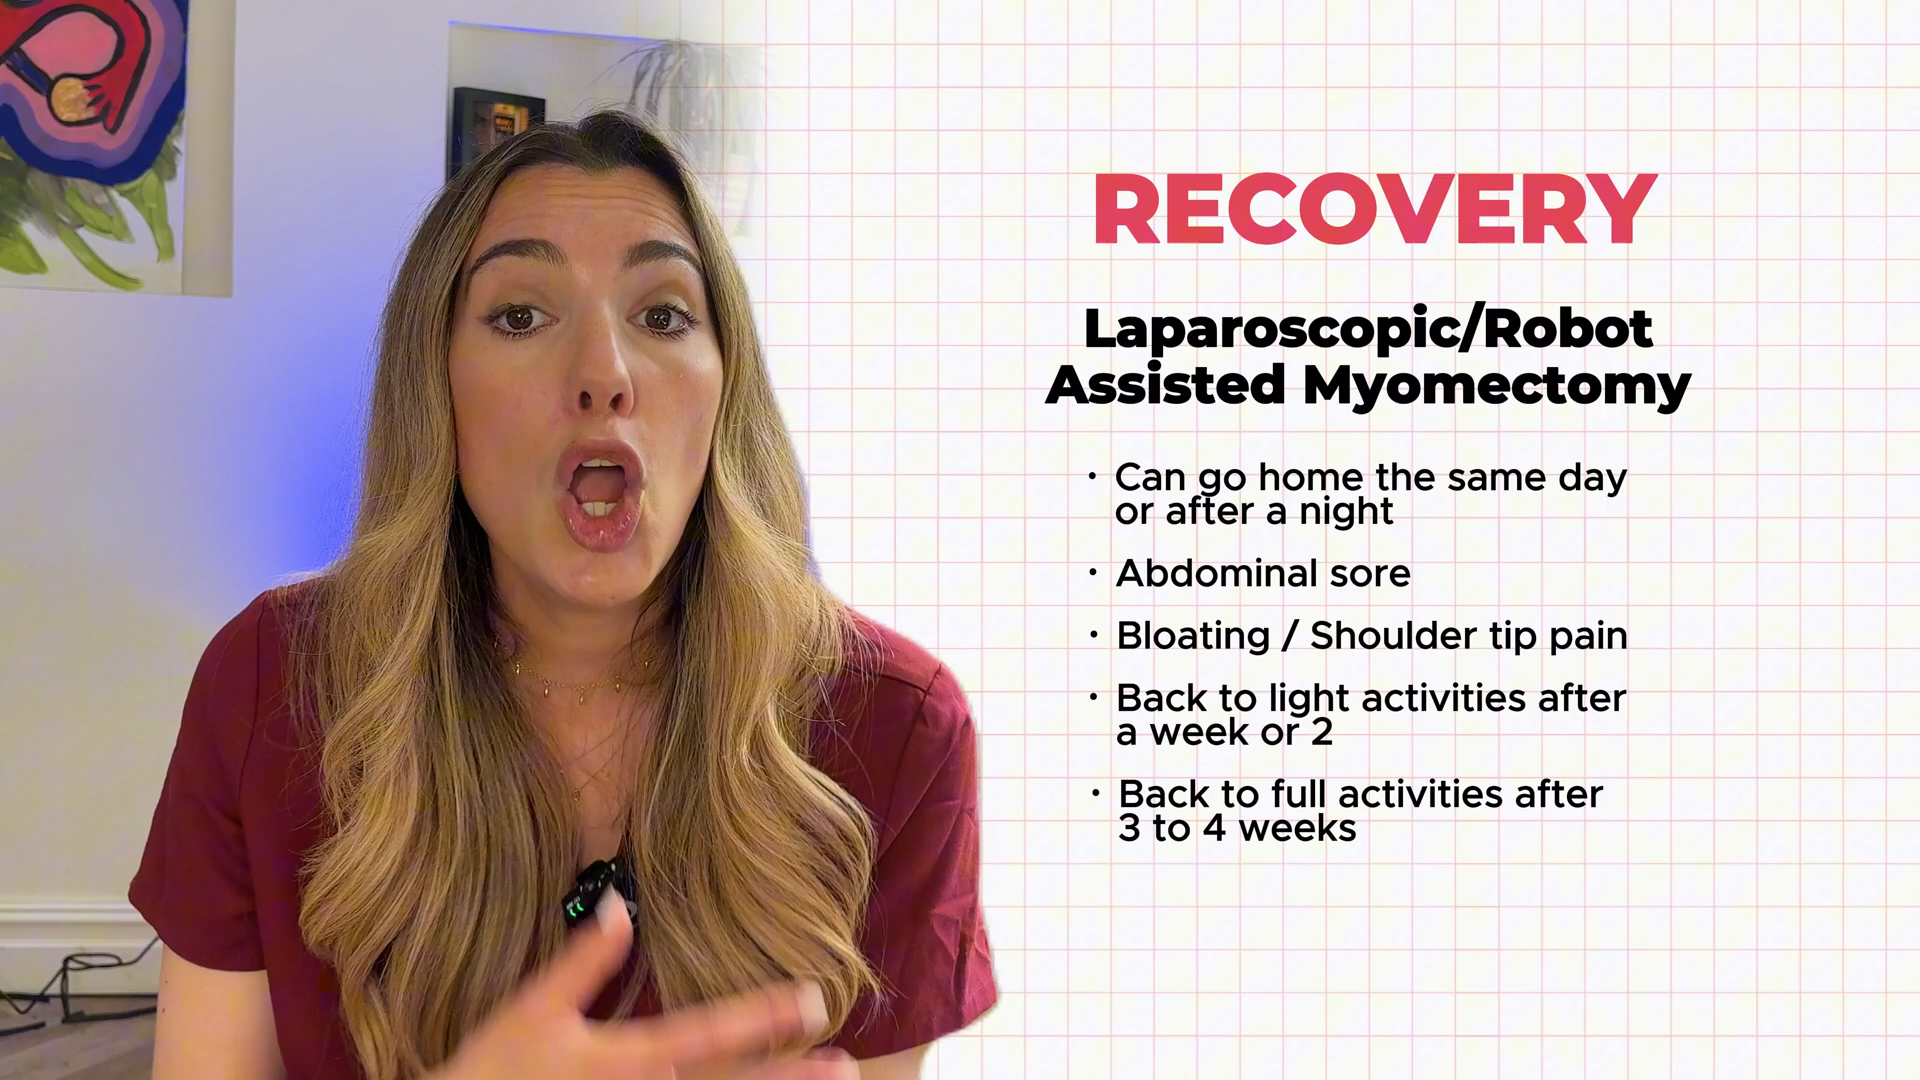 RECOVERY
Laparoscopic/Robot
Assisted Myomectomy
· Can go home the same day
or after a night
· Abdominal sore
· Bloating / Shoulder tip pain
· Back to light activities after
a week or 2
· Back to full activities after
3 to 4 weeks